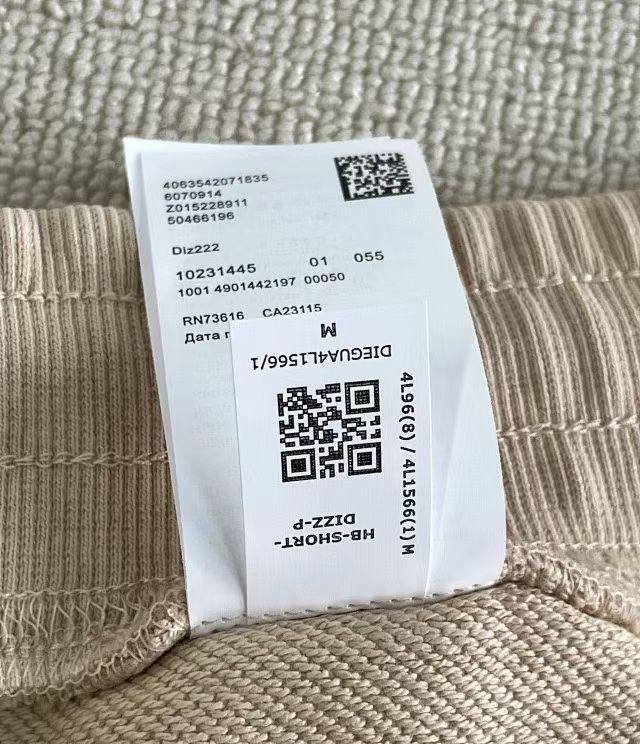 4063542071835
6070914
Z015228911
50466196
Diz222
10231445 01 055
1001 4901442197 00050
RN73616 CA23115
Дата
M
DIEGUA4L1566/1
4L96(8) / 4L1566(1) M
HB-SHORT-
DIZZ-P